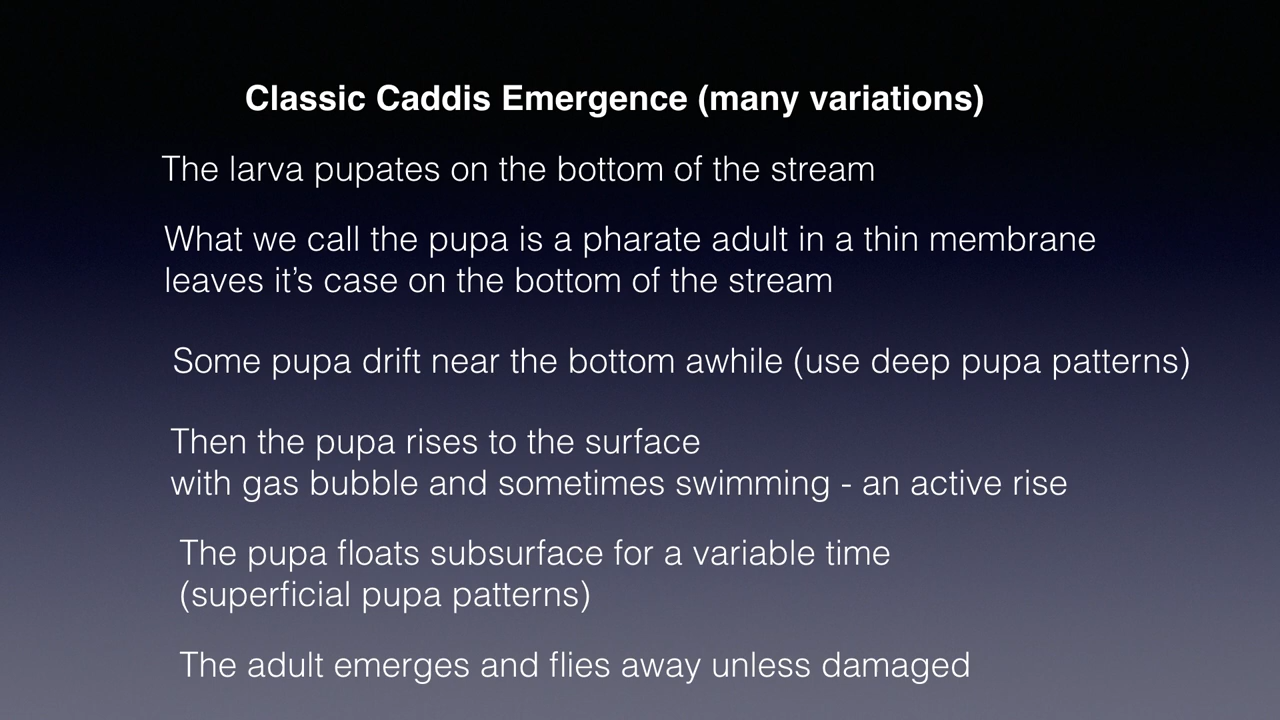 Classic Caddis Emergence (many variations)
The larva pupates on the bottom of the stream
What we call the pupa is a pharate adult in a thin membrane
leaves it’s case on the bottom of the stream
Some pupa drift near the bottom awhile (use deep pupa patterns)
Then the pupa rises to the surface
with gas bubble and sometimes swimming - an active rise
The pupa floats subsurface for a variable time
(superficial pupa patterns)
The adult emerges and flies away unless damaged